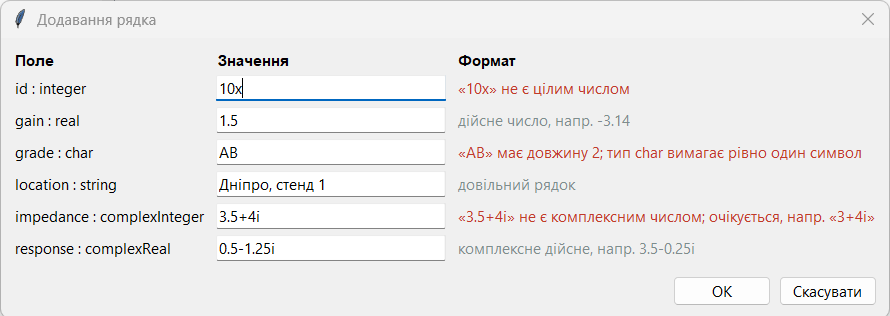 Додавання рядка
Поле Значення Формат
id : integer 10x «10x» не є цілим числом
gain : real 1.5 дійсне число, напр. -3.14
grade : char AB «AB» має довжину 2; тип char вимагає рівно один символ
location : string Дніпро, стенд 1 довільний рядок
impedance : complexInteger 3.5+4i «3.5+4i» не є комплексним числом; очікується, напр. «3+4i»
response : complexReal 0.5-1.25i комплексне дійсне, напр. 3.5-0.25i
OK Скасувати